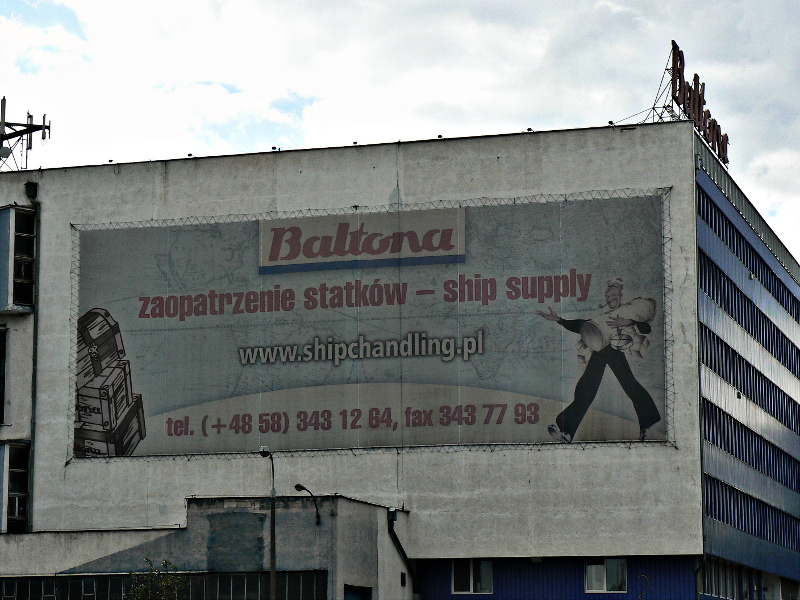 Baltona
Baltona
zaopatrzenie statków – ship supply
www.shipchandling.pl
tel. (+48 58) 343 12 64, fax 343 77 93